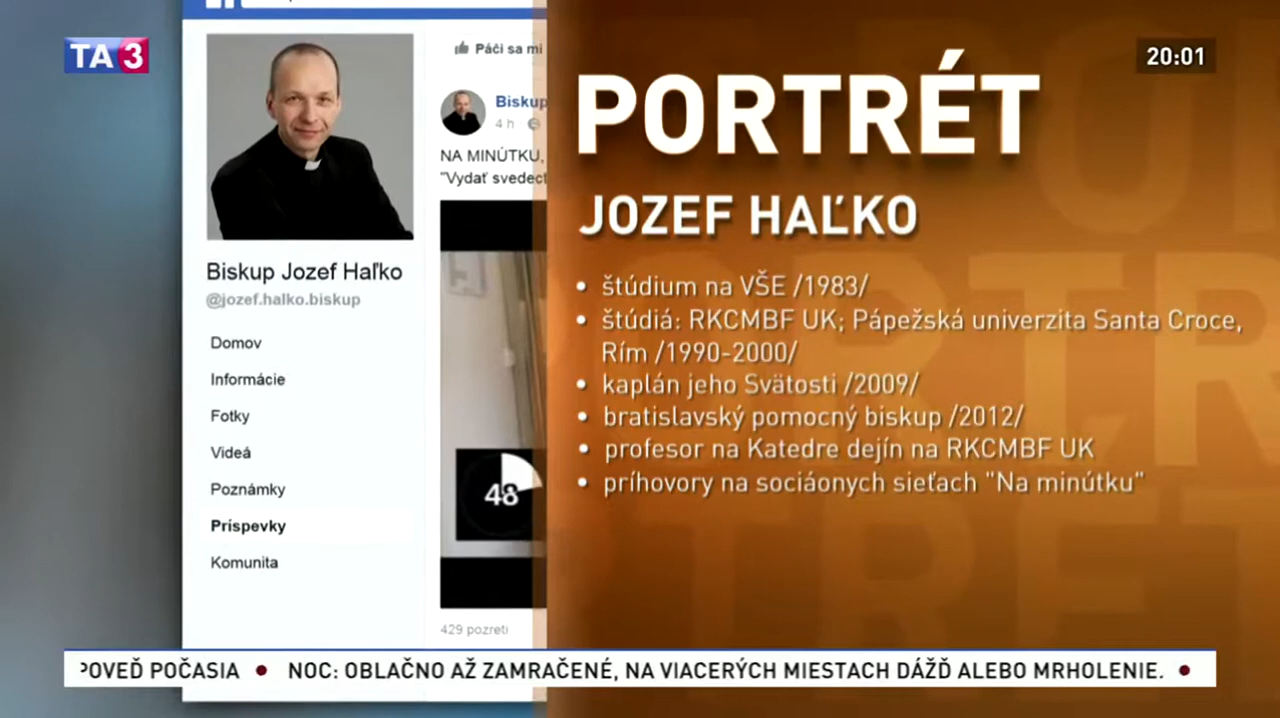 TA3
20:01
Páči sa mi
Biskup
4 h
NA MINÚTKU,
"Vydať svedect
Biskup Jozef Haľko
@jozef.halko.biskup
Domov
Informácie
Fotky
Videá
Poznámky
Príspevky
Komunita
48
429 pozretí
PORTRÉT
JOZEF HAĽKO
• štúdium na VŠE /1983/
• štúdiá: RKCMBF UK; Pápežská univerzita Santa Croce,
Rím /1990-2000/
• kaplán jeho Svätosti /2009/
• bratislavský pomocný biskup /2012/
• profesor na Katedre dejín na RKCMBF UK
• príhovory na sociáonych sieťach "Na minútku"
POVEĎ POČASIA • NOC: OBLAČNO AŽ ZAMRAČENÉ, NA VIACERÝCH MIESTACH DÁŽĎ ALEBO MRHOLENIE. •